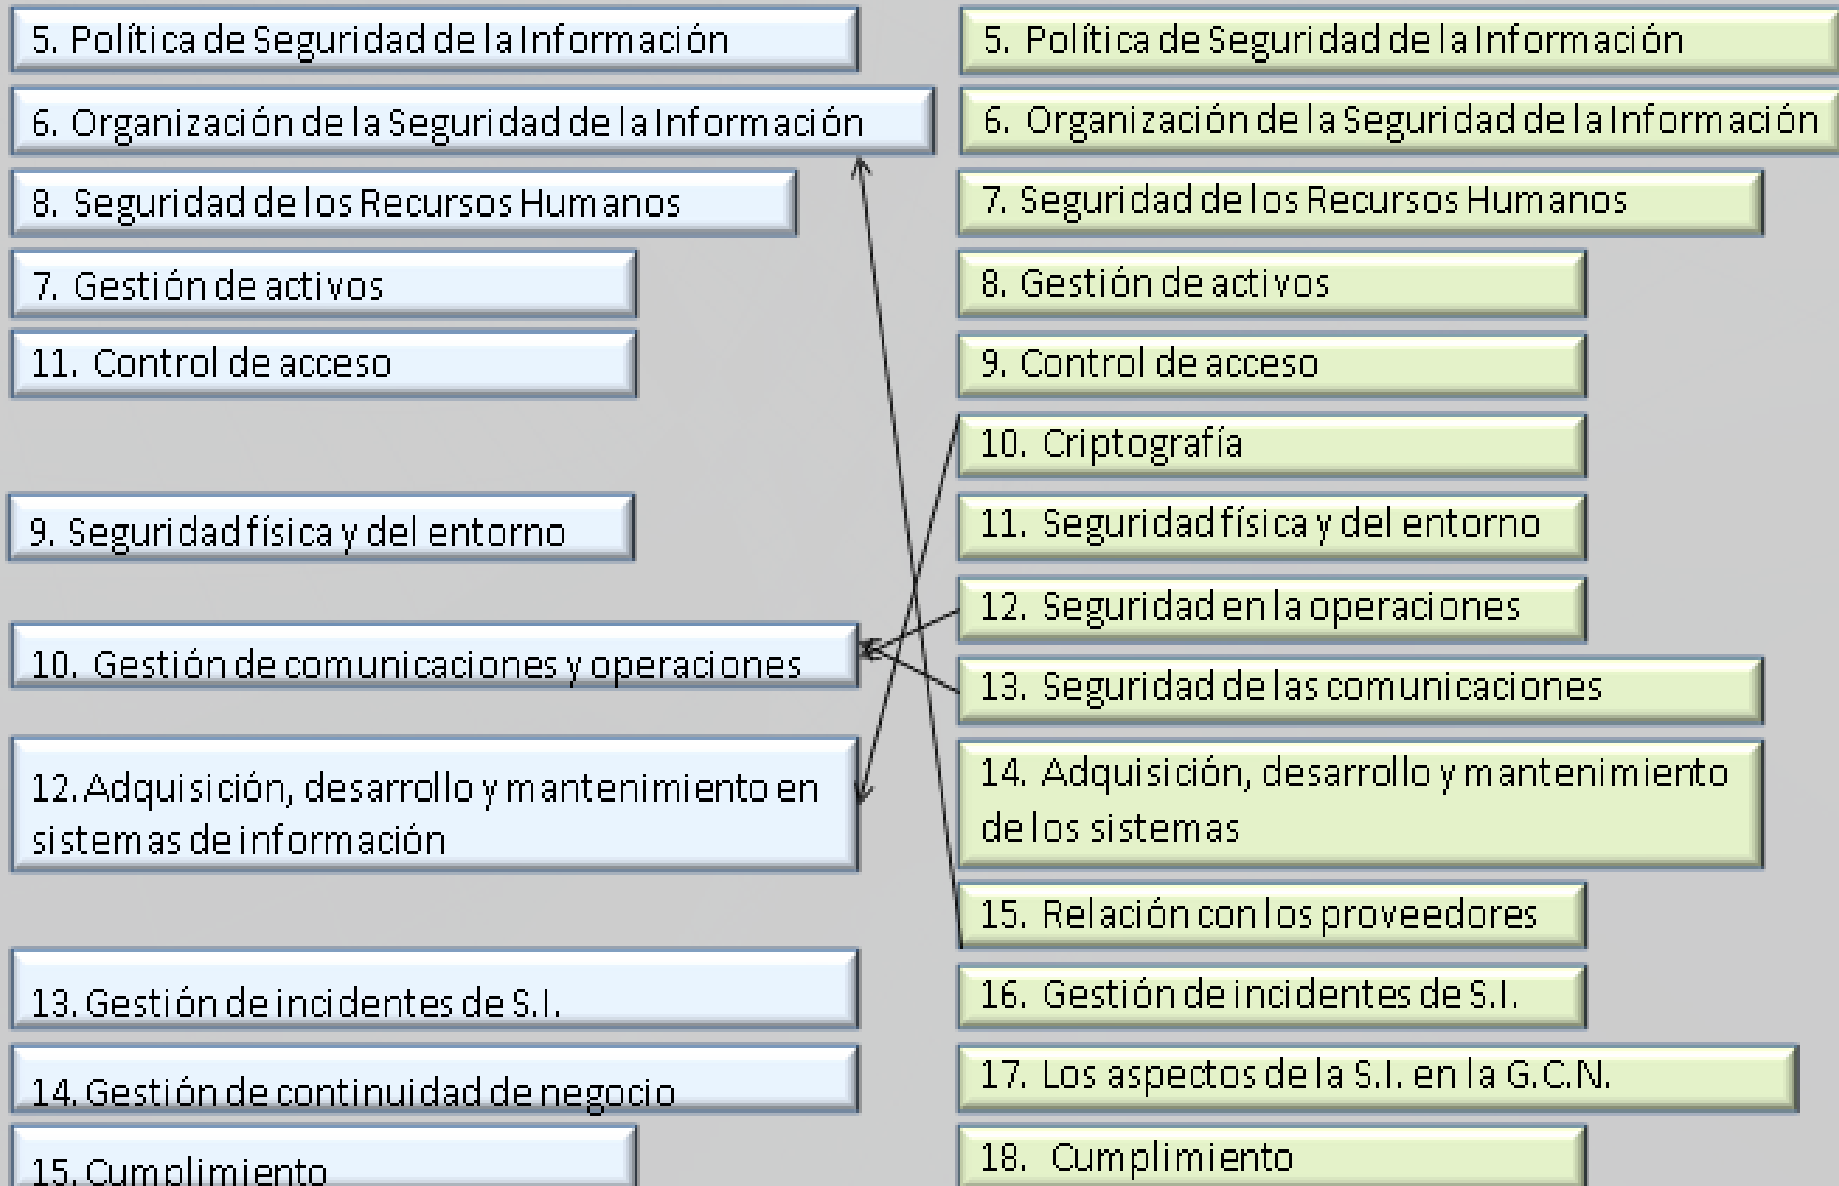 5. Política de Seguridad de la Información
6. Organización de la Seguridad de la Información
8. Seguridad de los Recursos Humanos
7. Gestión de activos
11. Control de acceso
9. Seguridad física y del entorno
10. Gestión de comunicaciones y operaciones
12. Adquisición, desarrollo y mantenimiento en
sistemas de información
13. Gestión de incidentes de S.I.
14. Gestión de continuidad de negocio
15. Cumplimiento
5. Política de Seguridad de la Información
6. Organización de la Seguridad de la Información
7. Seguridad de los Recursos Humanos
8. Gestión de activos
9. Control de acceso
10. Criptografía
11. Seguridad física y del entorno
12. Seguridad en la operaciones
13. Seguridad de las comunicaciones
14. Adquisición, desarrollo y mantenimiento
de los sistemas
15. Relación con los proveedores
16. Gestión de incidentes de S.I.
17. Los aspectos de la S.I. en la G.C.N.
18. Cumplimiento